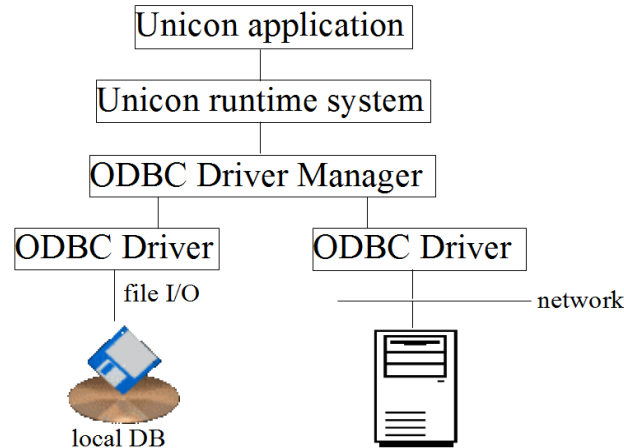 Unicon application
Unicon runtime system
ODBC Driver Manager
ODBC Driver
ODBC Driver
file I/O
network
local DB